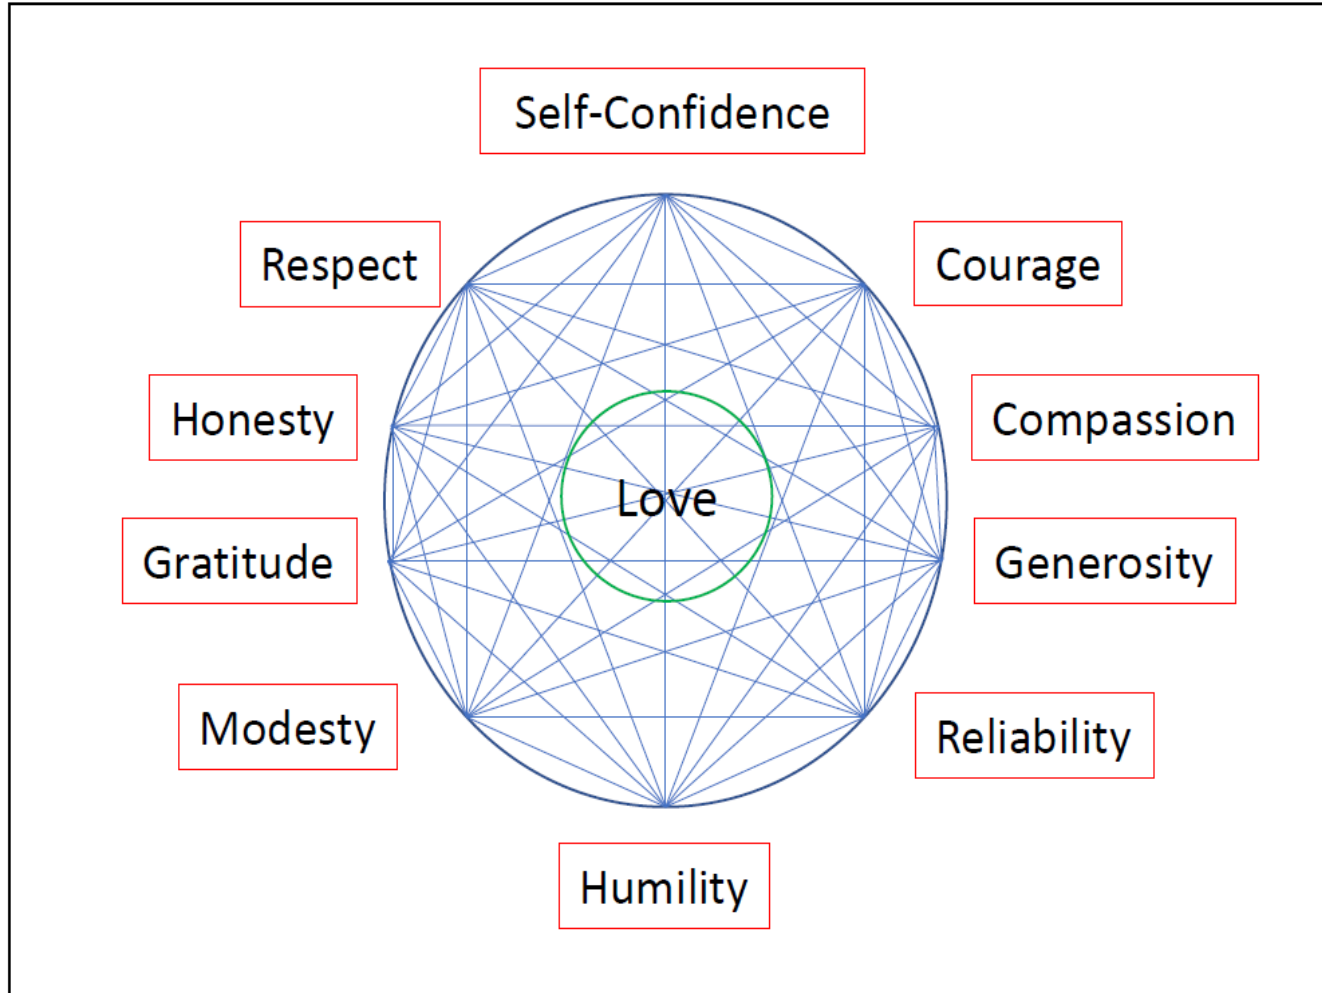 Self-Confidence
Respect
Courage
Honesty
Compassion
Love
Gratitude
Generosity
Modesty
Reliability
Humility